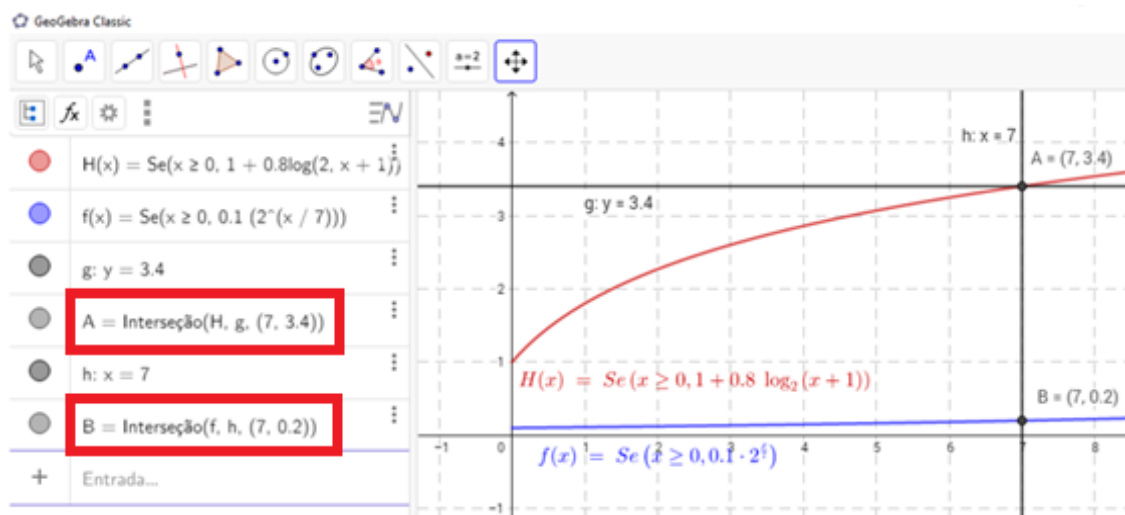 GeoGebra Classic
A
a=2
fx
N
H(x) = Se(x ≥ 0, 1 + 0.8log(2, x + 1))
f(x) = Se(x ≥ 0, 0.1 (2^(x / 7)))
g: y = 3.4
A = Interseção(H, g, (7, 3.4))
h: x = 7
B = Interseção(f, h, (7, 0.2))
+ Entrada...
h: x = 7
4
A = (7, 3.4)
g: y = 3.4
3
2
1
H(x) = Se (x ≥ 0, 1 + 0.8 log₂ (x + 1))
B = (7, 0.2)
-1 0 1 2 3 4 5 6 7 8
-1